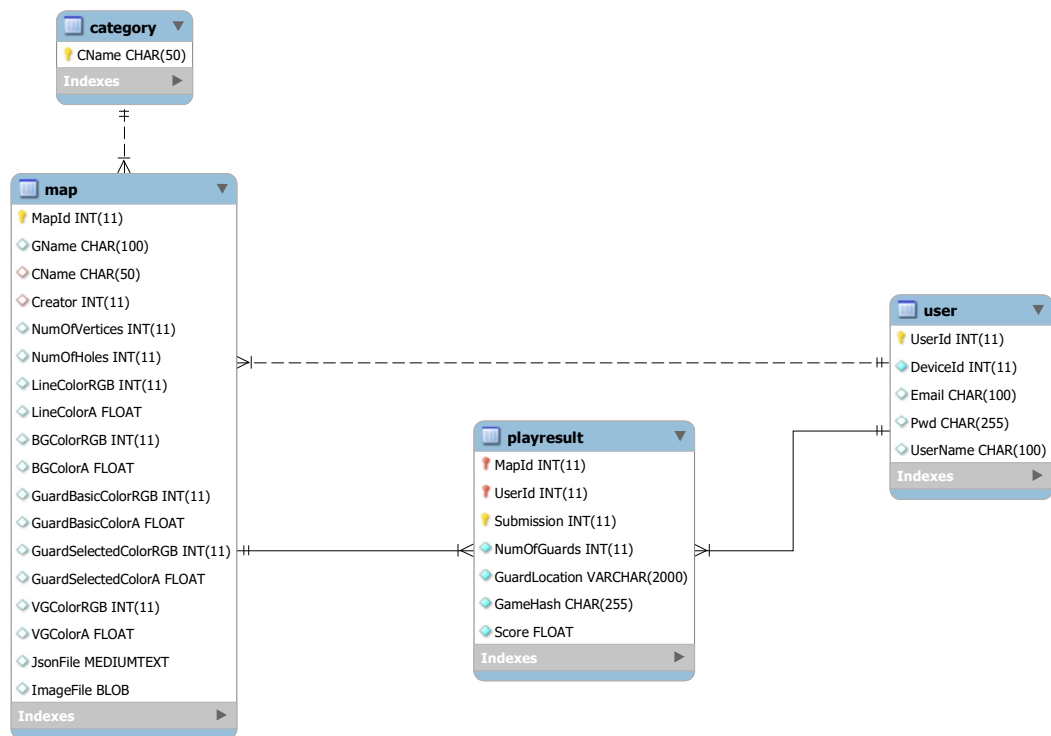 category
CName CHAR(50)
Indexes
map
MapId INT(11)
GName CHAR(100)
CName CHAR(50)
Creator INT(11)
NumOfVertices INT(11)
NumOfHoles INT(11)
LineColorRGB INT(11)
LineColorA FLOAT
BGColorRGB INT(11)
BGColorA FLOAT
GuardBasicColorRGB INT(11)
GuardBasicColorA FLOAT
GuardSelectedColorRGB INT(11)
GuardSelectedColorA FLOAT
VGColorRGB INT(11)
VGColorA FLOAT
JsonFile MEDIUMTEXT
ImageFile BLOB
Indexes
playresult
MapId INT(11)
UserId INT(11)
Submission INT(11)
NumOfGuards INT(11)
GuardLocation VARCHAR(2000)
GameHash CHAR(255)
Score FLOAT
Indexes
user
UserId INT(11)
DeviceId INT(11)
Email CHAR(100)
Pwd CHAR(255)
UserName CHAR(100)
Indexes